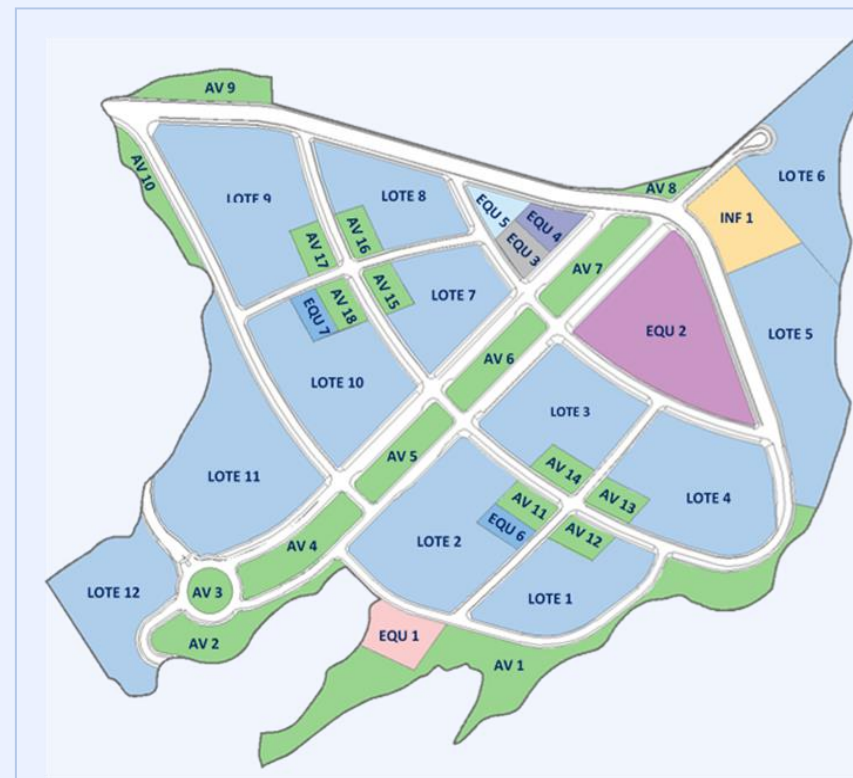 AV 9
AV 10
LOTE 9
LOTE 8
AV 16
AV 17
AV 15
AV 18
EQU 7
LOTE 7
LOTE 10
EQU 5
EQU 4
EQU 3
AV 8
AV 7
LOTE 6
INF 1
LOTE 5
EQU 2
AV 6
LOTE 3
AV 5
LOTE 11
AV 14
AV 13
LOTE 4
AV 11
EQU 6
AV 12
LOTE 2
AV 4
LOTE 12
AV 3
LOTE 1
AV 2
EQU 1
AV 1